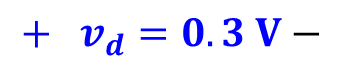 + v_d = 0.3 V −